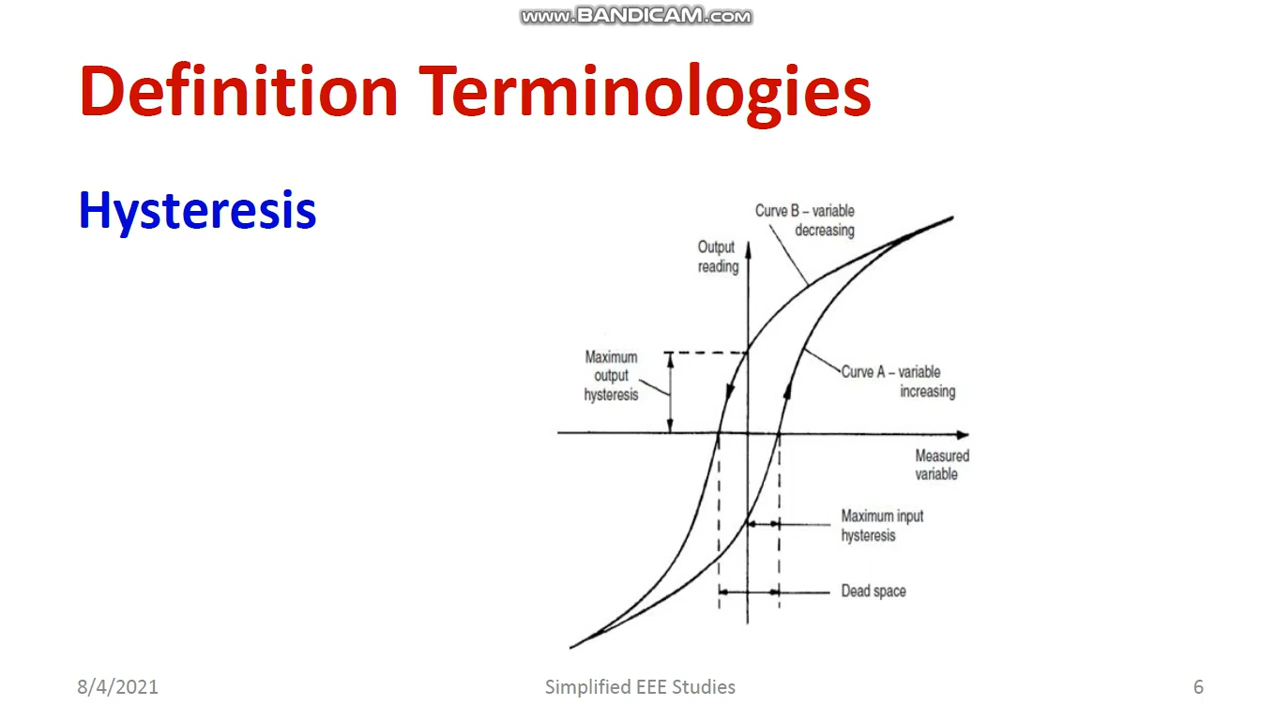 www.BANDICAM.com
Definition Terminologies
Hysteresis
Curve B – variable
decreasing
Output
reading
Maximum
output
hysteresis
Curve A – variable
increasing
Measured
variable
Maximum input
hysteresis
Dead space
8/4/2021
Simplified EEE Studies
6